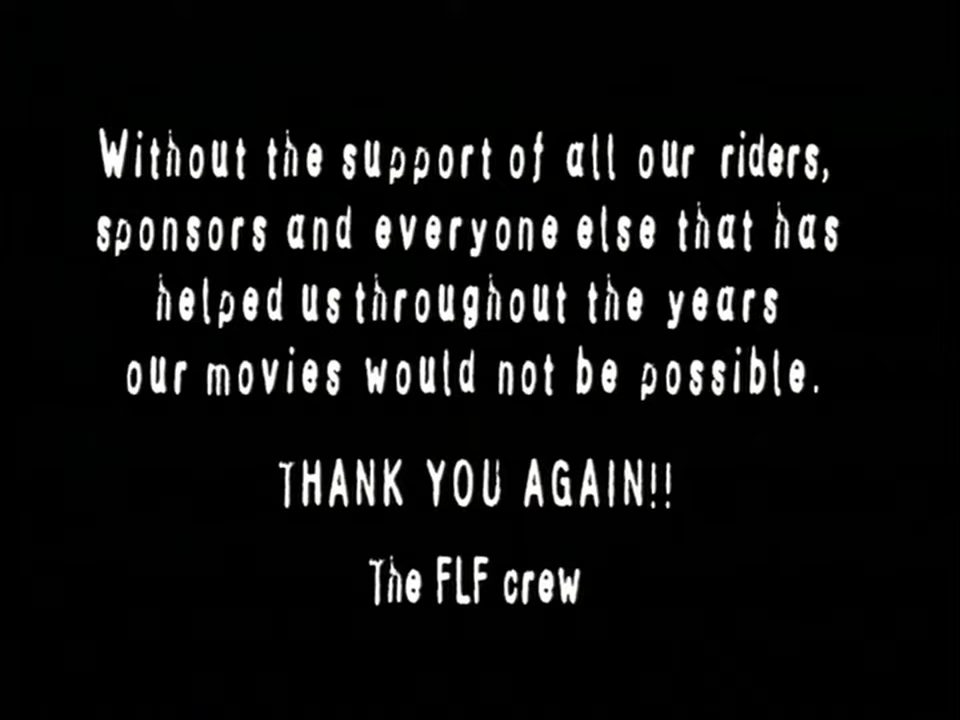 Without the support of all our riders,
sponsors and everyone else that has
helped us throughout the years
our movies would not be possible.
THANK YOU AGAIN!!
The FLF crew